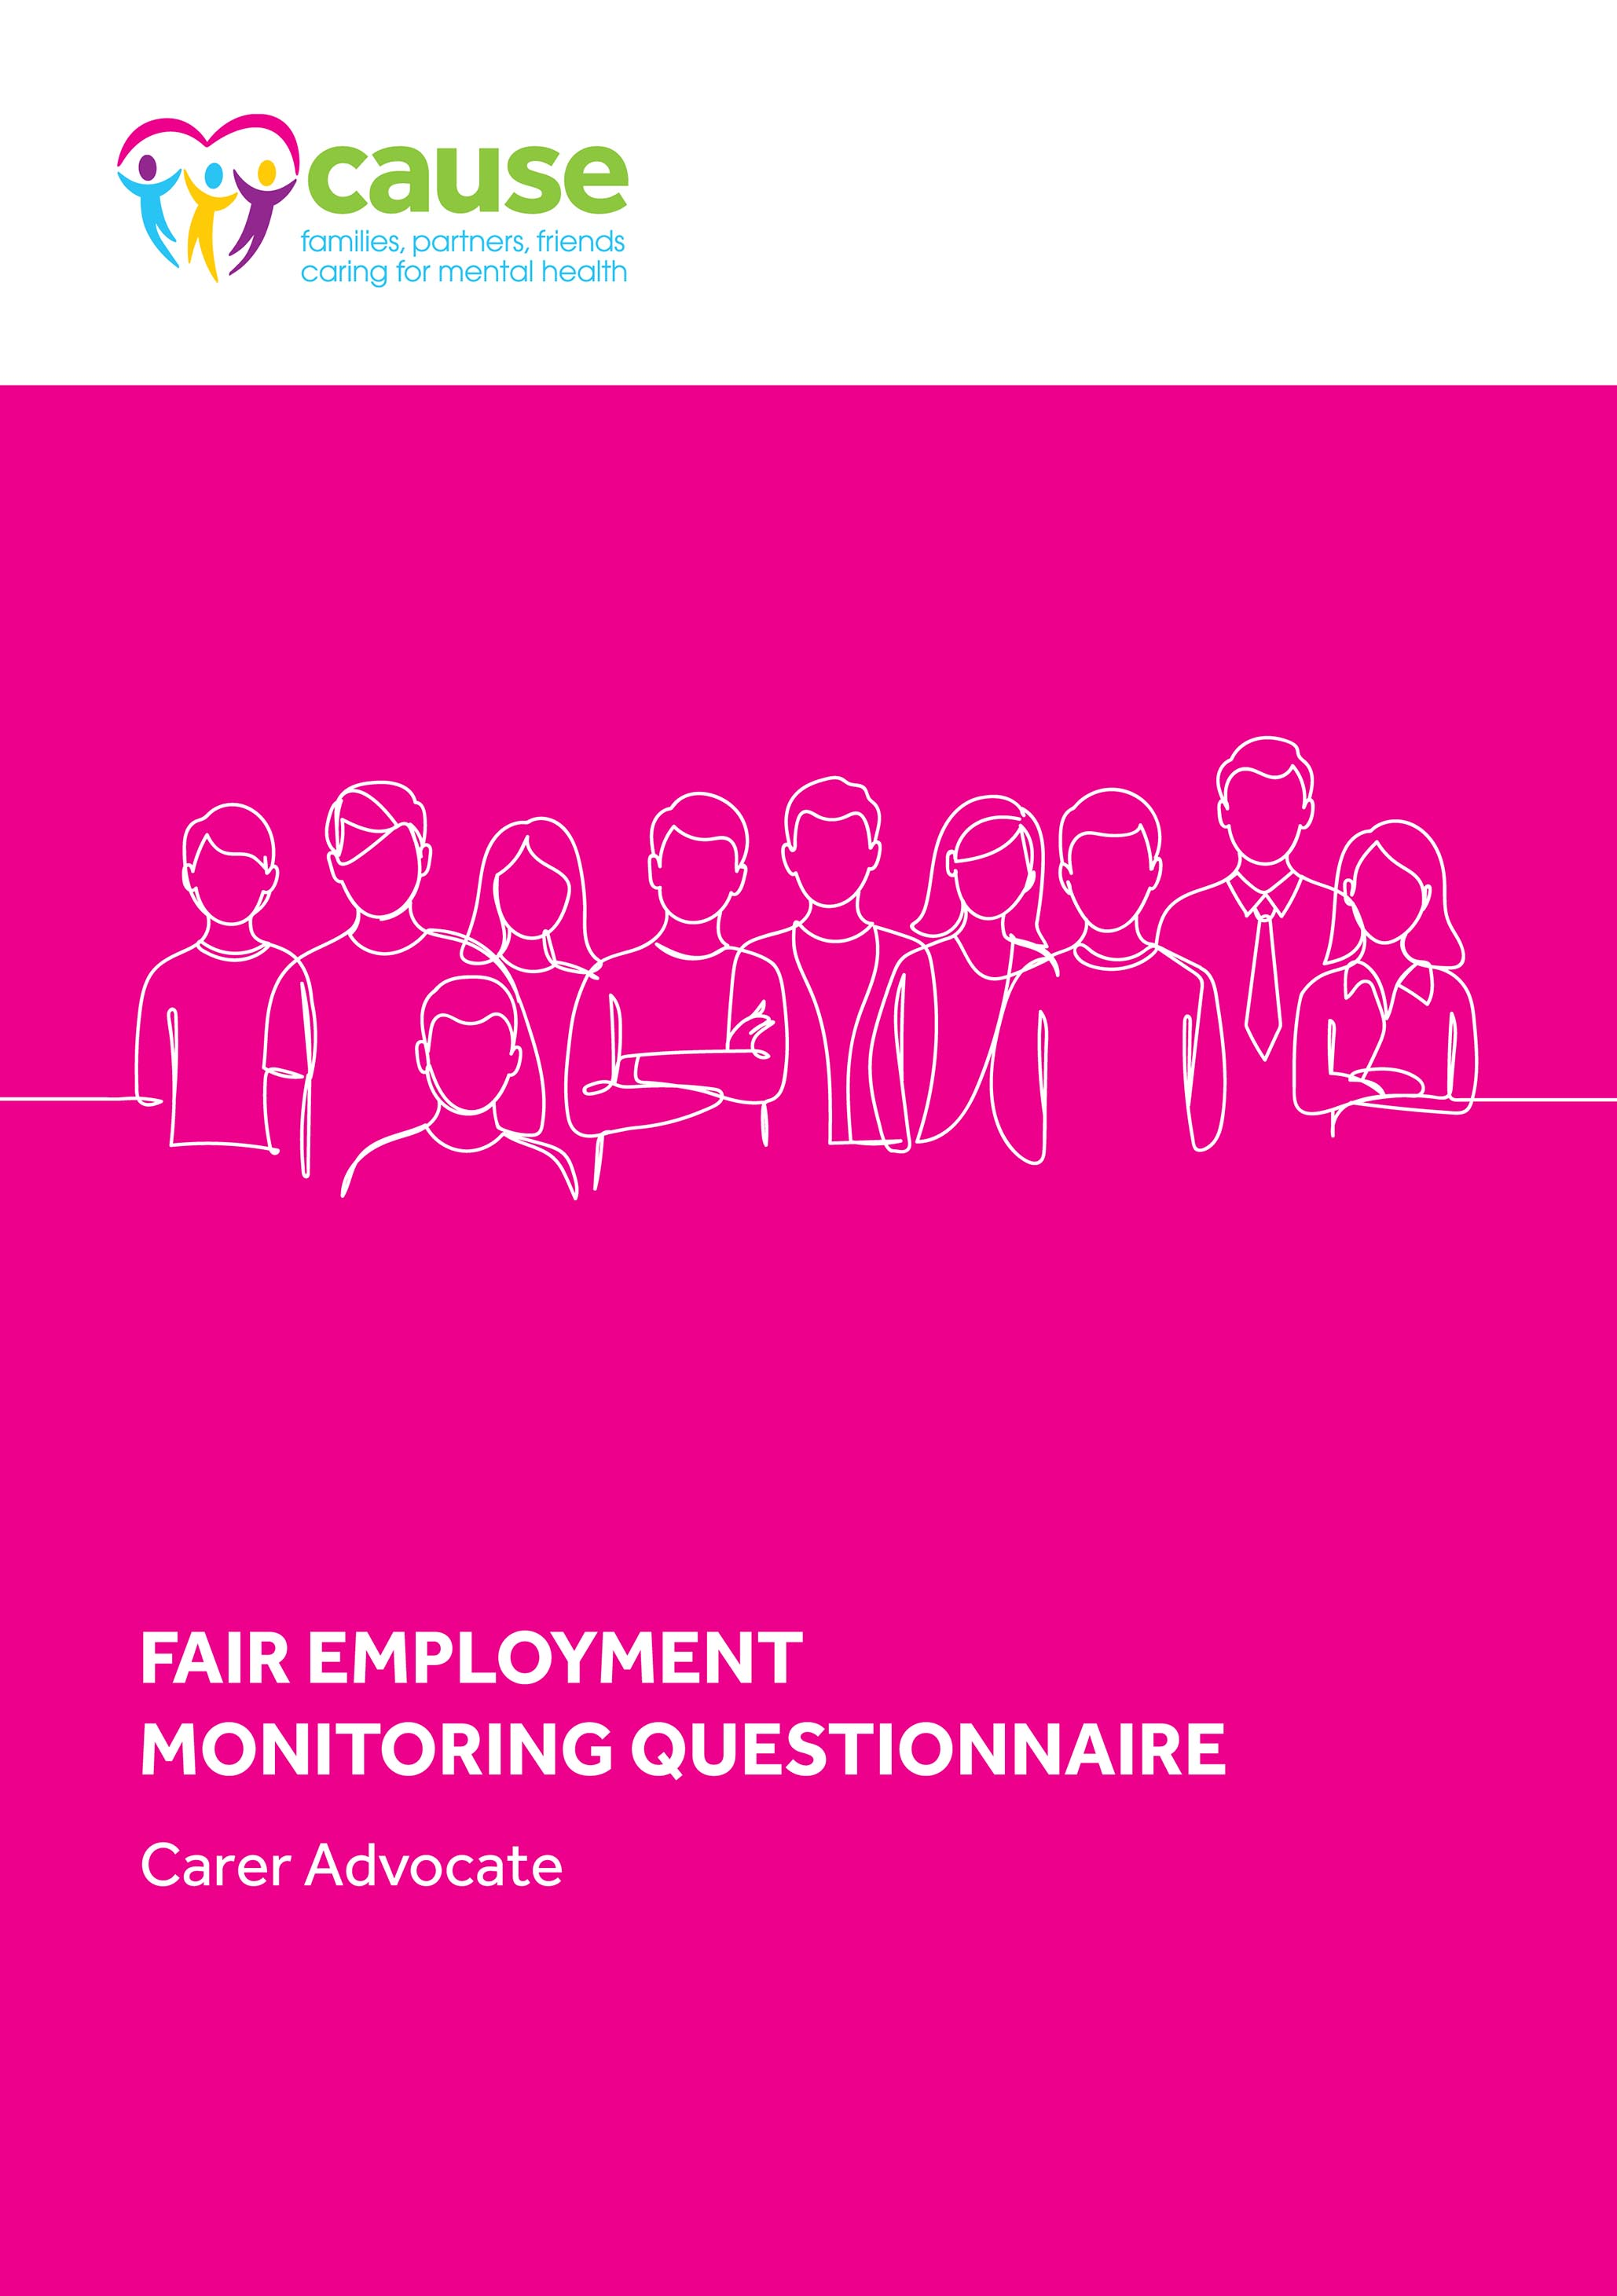 cause
families, partners, friends
caring for mental health
FAIR EMPLOYMENT
MONITORING QUESTIONNAIRE
Carer Advocate